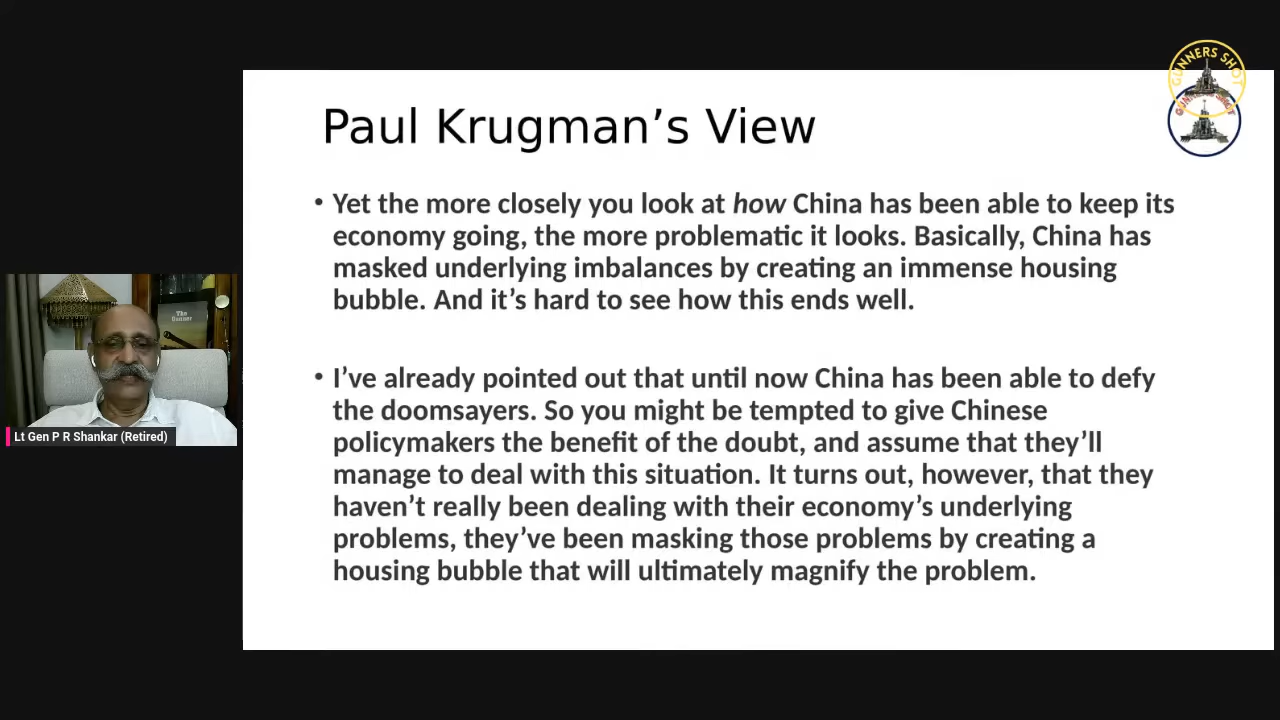 GUNNERS SHOT
Paul Krugman’s View
• Yet the more closely you look at how China has been able to keep its
economy going, the more problematic it looks. Basically, China has
masked underlying imbalances by creating an immense housing
bubble. And it’s hard to see how this ends well.
• I’ve already pointed out that until now China has been able to defy
the doomsayers. So you might be tempted to give Chinese
policymakers the benefit of the doubt, and assume that they’ll
manage to deal with this situation. It turns out, however, that they
haven’t really been dealing with their economy’s underlying
problems, they’ve been masking those problems by creating a
housing bubble that will ultimately magnify the problem.
The
Gunner
Lt Gen P R Shankar (Retired)